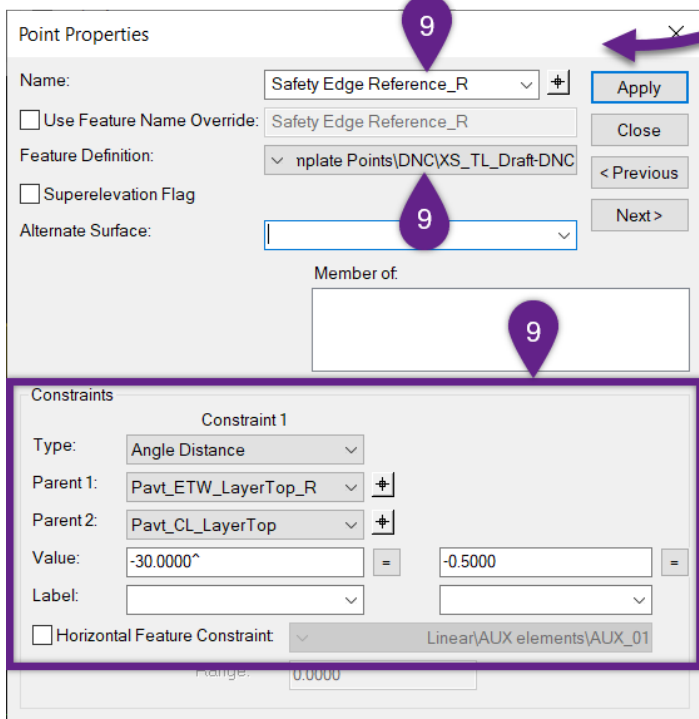 9
Point Properties
Name: Safety Edge Reference_R Apply
Use Feature Name Override: Safety Edge Reference_R Close
Feature Definition: nplate Points\DNC\XS_TL_Draft-DNC < Previous
Superelevation Flag
9 Next >
Alternate Surface:
Member of:
9
Constraints
Constraint 1
Type: Angle Distance
Parent 1: Pavt_ETW_LayerTop_R
Parent 2: Pavt_CL_LayerTop
Value: -30.0000^ = -0.5000 =
Label:
Horizontal Feature Constraint: Linear\AUX elements\AUX_01
Range: 0.0000